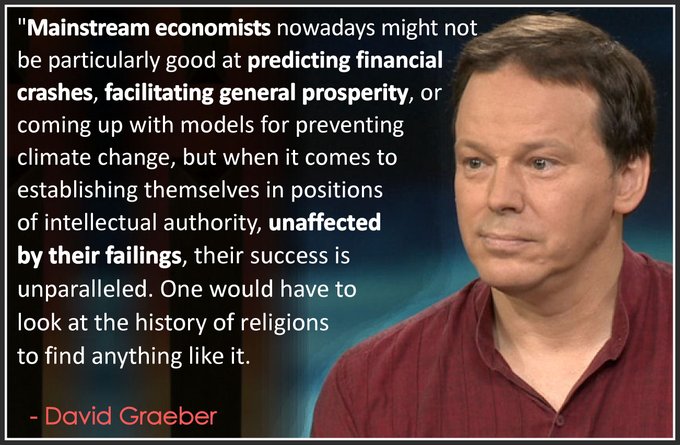 "Mainstream economists nowadays might not
be particularly good at predicting financial
crashes, facilitating general prosperity, or
coming up with models for preventing
climate change, but when it comes to
establishing themselves in positions
of intellectual authority, unaffected
by their failings, their success is
unparalleled. One would have to
look at the history of religions
to find anything like it.
- David Graeber